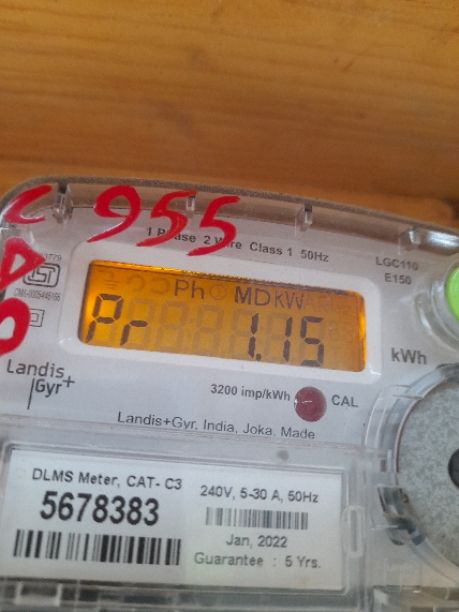 C 955
D
1 Phase 2 Wire Class 1 50Hz
LGC110
E150
Ph MD kW
Pr 1.15
kWh
Landis
Gyr+
3200 imp/kWh
CAL
Landis+Gyr, India, Joka. Made
DLMS Meter, CAT- C3
5678383
240V, 5-30 A, 50Hz
Jan, 2022
Guarantee : 5 Yrs.